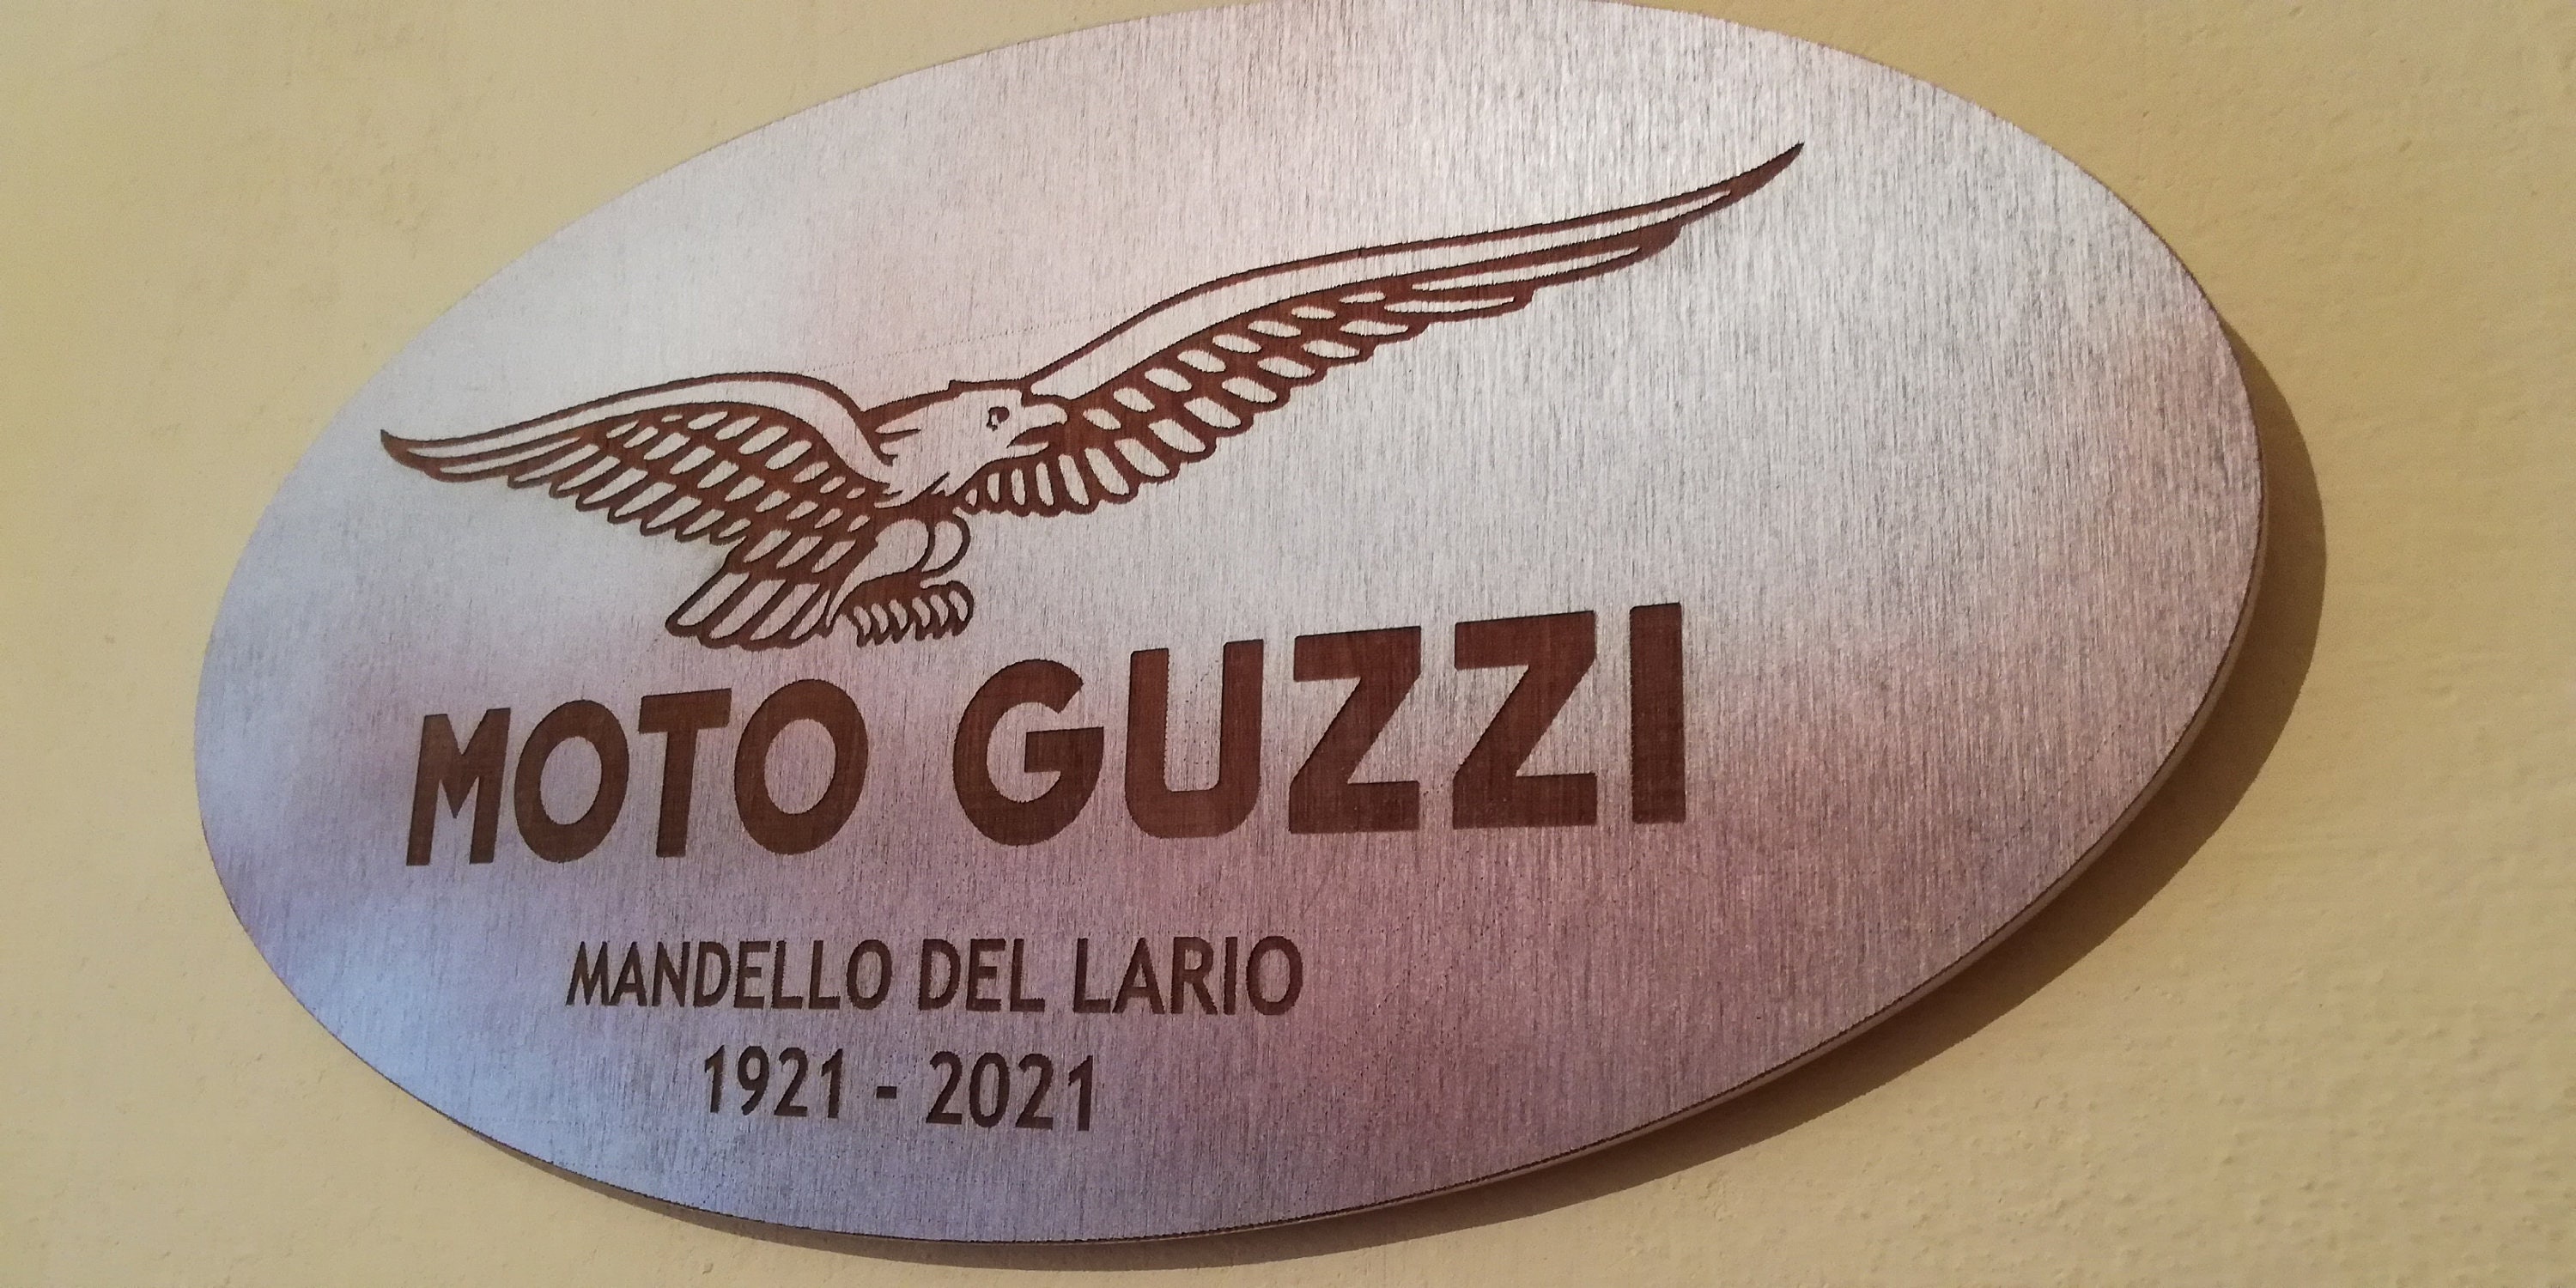 MOTO GUZZI
MANDELLO DEL LARIO
1921 - 2021